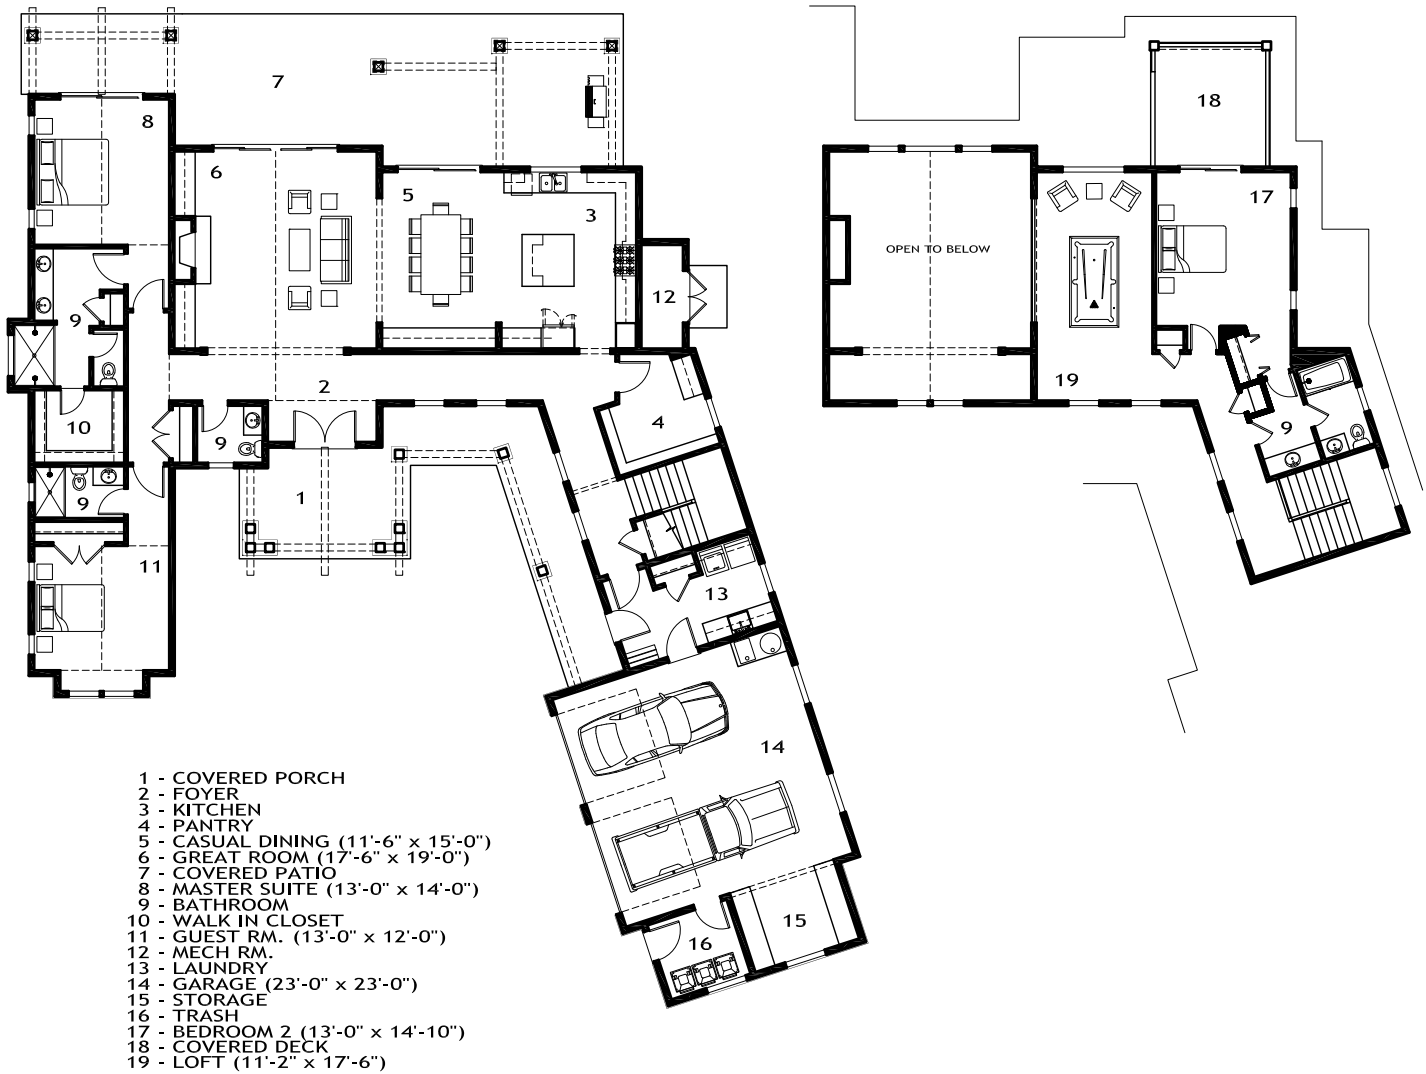 7
18
8
6
5
3
17
OPEN TO BELOW
12
9
2
19
10
4
9
9
9
1
11
13
14
15
16
1 - COVERED PORCH
2 - FOYER
3 - KITCHEN
4 - PANTRY
5 - CASUAL DINING (11'-6" x 15'-0")
6 - GREAT ROOM (17'-6" x 19'-0")
7 - COVERED PATIO
8 - MASTER SUITE (13'-0" x 14'-0")
9 - BATHROOM
10 - WALK IN CLOSET
11 - GUEST RM. (13'-0" x 12'-0")
12 - MECH RM.
13 - LAUNDRY
14 - GARAGE (23'-0" x 23'-0")
15 - STORAGE
16 - TRASH
17 - BEDROOM 2 (13'-0" x 14'-10")
18 - COVERED DECK
19 - LOFT (11'-2" x 17'-6")